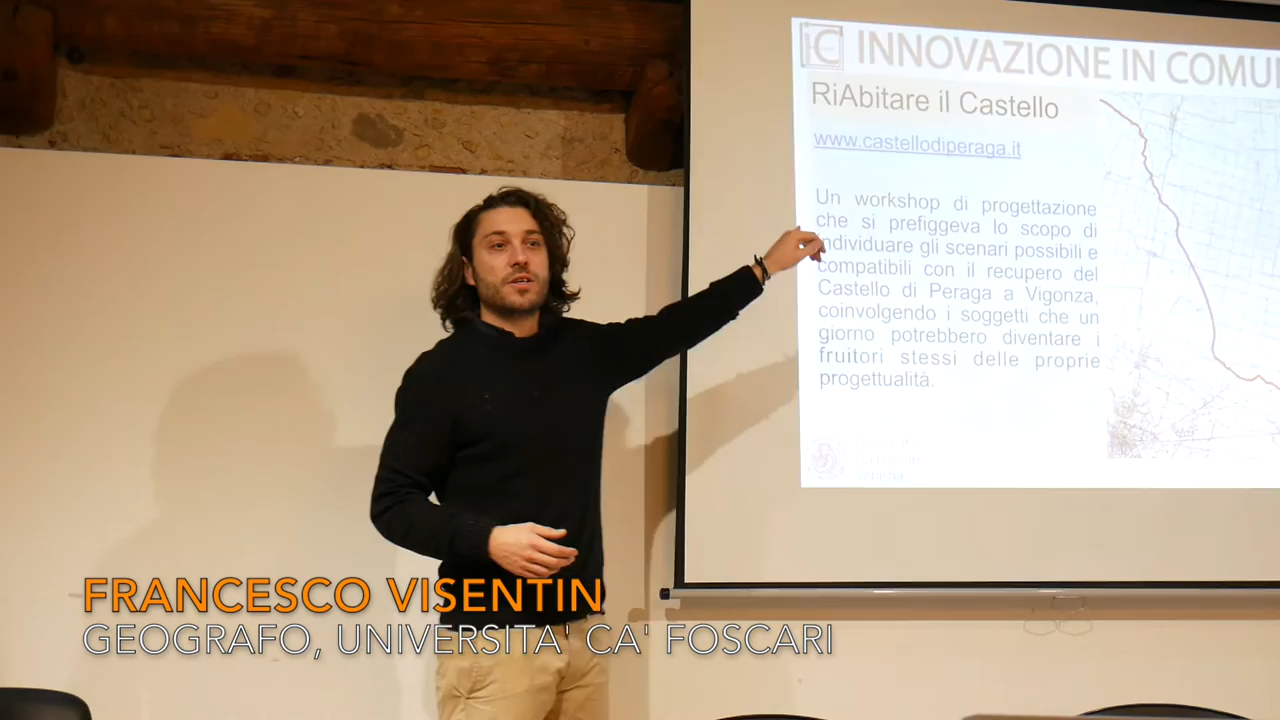 iC INNOVAZIONE IN COMU
RiAbitare il Castello
www.castellodiperaga.it
Un workshop di progettazione
che si prefiggeva lo scopo di
individuare gli scenari possibili e
compatibili con il recupero del
Castello di Peraga a Vigonza,
coinvolgendo i soggetti che un
giorno potrebbero diventare i
fruitori stessi delle proprie
progettualità.
FRANCESCO VISENTIN
GEOGRAFO, UNIVERSITA' CA' FOSCARI